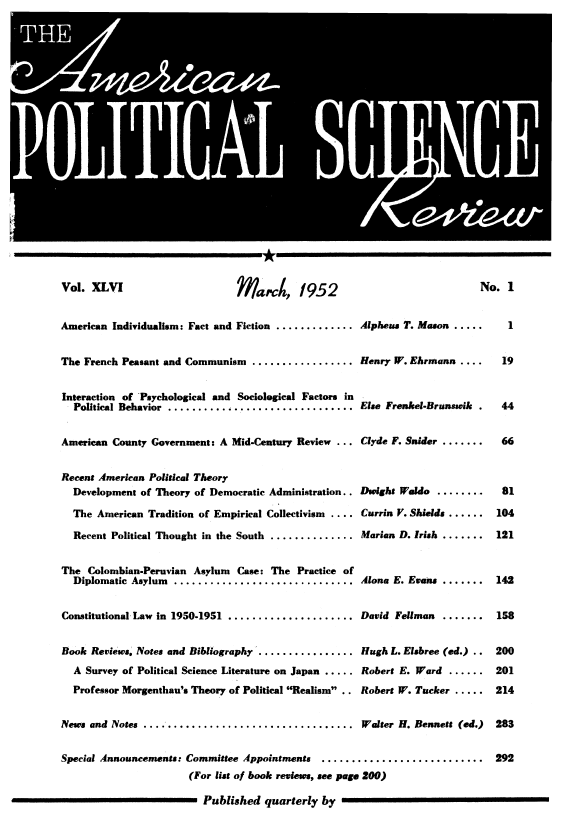 THE
American
POLITICAL SCIENCE
Review
Vol. XLVI March, 1952 No. 1
American Individualism: Fact and Fiction ............. Alpheus T. Mason ..... 1
The French Peasant and Communism ................. Henry W. Ehrmann .... 19
Interaction of Psychological and Sociological Factors in
Political Behavior ............................... Else Frenkel-Brunswik . 44
American County Government: A Mid-Century Review ... Clyde F. Snider ....... 66
Recent American Political Theory
Development of Theory of Democratic Administration.. Dwight Waldo ........ 81
The American Tradition of Empirical Collectivism .... Currin V. Shields ...... 104
Recent Political Thought in the South .............. Marian D. Irish ....... 121
The Colombian-Peruvian Asylum Case: The Practice of
Diplomatic Asylum .............................. Alona E. Evans ....... 142
Constitutional Law in 1950-1951 ..................... David Fellman ....... 158
Book Reviews, Notes and Bibliography ................ Hugh L. Elsbree (ed.) .. 200
A Survey of Political Science Literature on Japan ..... Robert E. Ward ...... 201
Professor Morgenthau's Theory of Political "Realism" .. Robert W. Tucker ..... 214
News and Notes ................................... Walter H. Bennett (ed.) 283
Special Announcements: Committee Appointments ........................... 292
(For list of book reviews, see page 200)
Published quarterly by